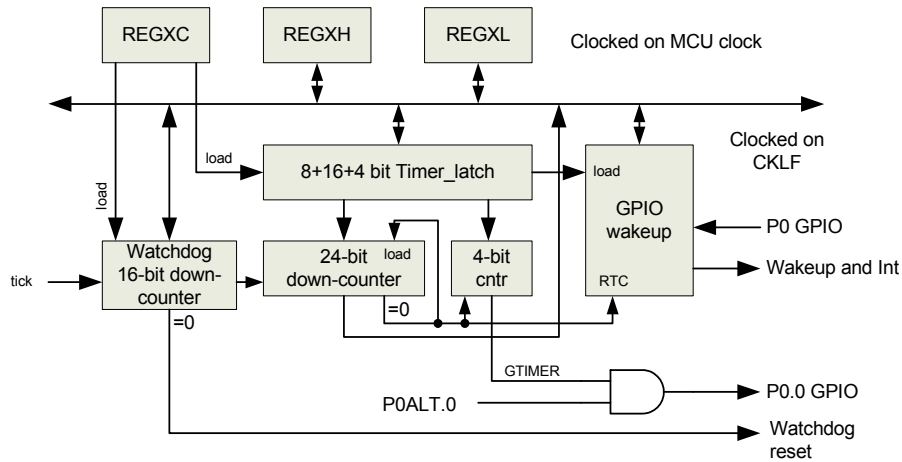 REGXC
REGXH
REGXL
Clocked on MCU clock
Clocked on
CKLF
load
load
8+16+4 bit Timer_latch
load
GPIO
wakeup
RTC
P0 GPIO
Wakeup and Int
tick
Watchdog
16-bit down-
counter
=0
24-bit
down-counter
load
=0
4-bit
cntr
GTIMER
P0ALT.0
P0.0 GPIO
Watchdog
reset